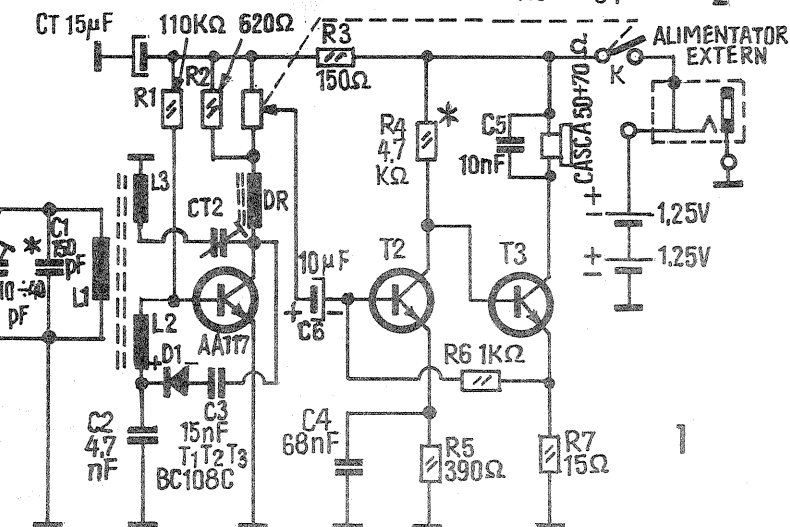 CT 15µF
110KΩ 620Ω
R3
150Ω
ALIMENTATOR
EXTERN
K
R1
R2
R4
4,7
KΩ
*
C5
10nF
CASCĂ 50÷70Ω
L3
CT2
DR
C1
150
pF
*
10÷40
pF
L1
10µF
T2
T3
+
-
1,25V
+
-
1.25V
+
-
C6
L2
AA117
+
-
D1
R6 1KΩ
C2
4.7
nF
C3
15nF
T1 T2 T3
BC108C
C4
68nF
R5
390Ω
R7
15Ω
1